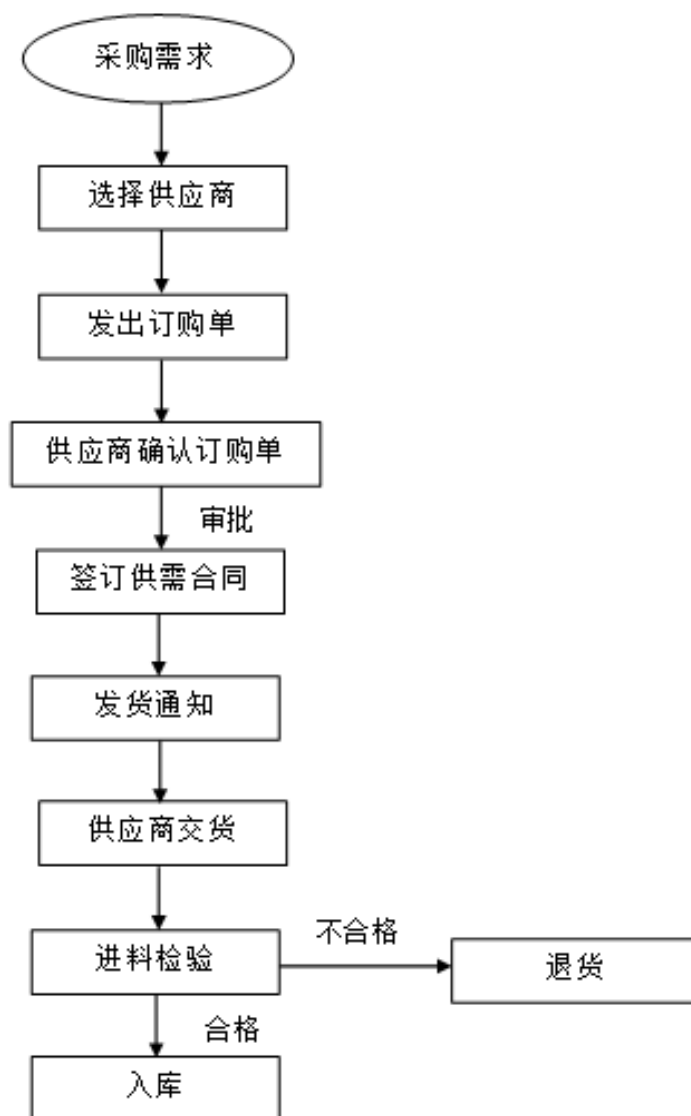 采购需求
选择供应商
发出订购单
供应商确认订购单
审批
签订供需合同
发货通知
供应商交货
进料检验
不合格
退货
合格
入库